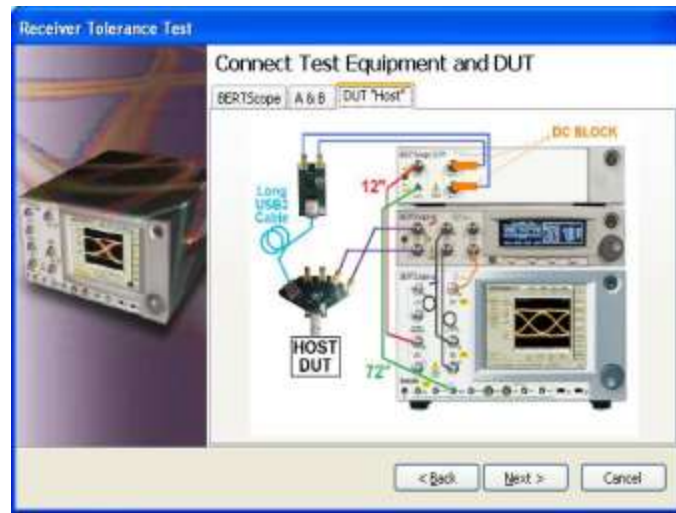 Receiver Tolerance Test
Connect Test Equipment and DUT
BERTScope
A & B
DUT "Host"
DC BLOCK
12"
Long
USB3
Cable
HOST
DUT
72"
< Back
Next >
Cancel